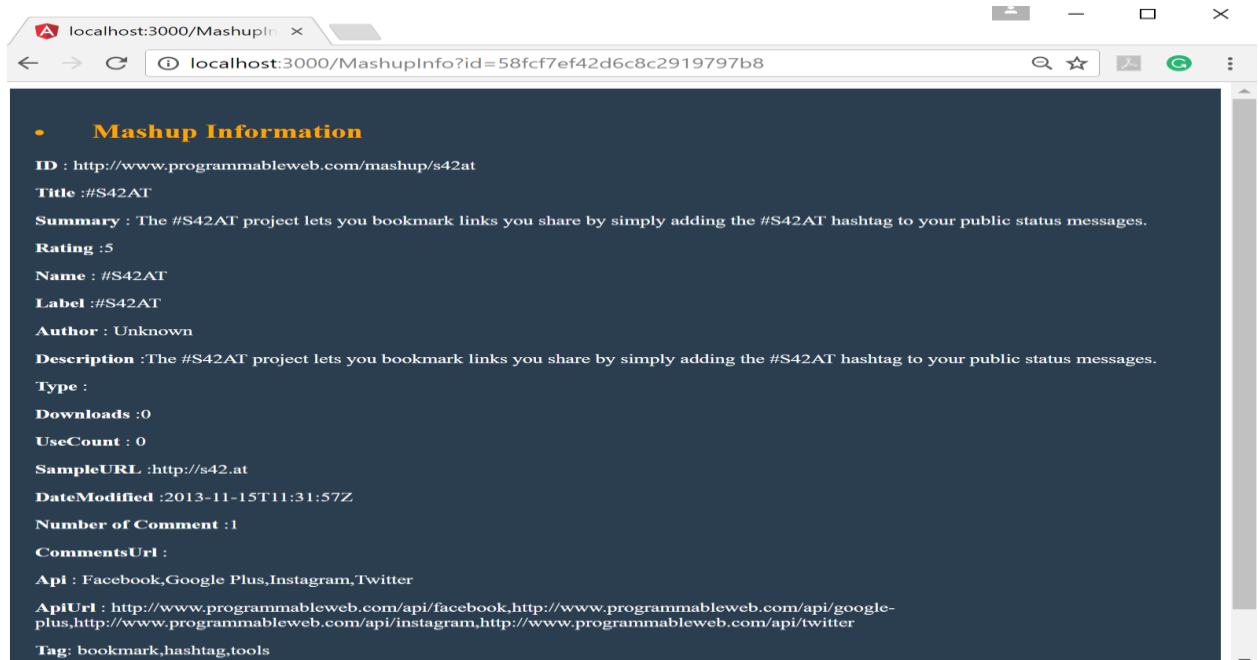 localhost:3000/MashupIn
localhost:3000/MashupInfo?id=58fcf7ef42d6c8c2919797b8
• Mashup Information
ID : http://www.programmableweb.com/mashup/s42at
Title :#S42AT
Summary : The #S42AT project lets you bookmark links you share by simply adding the #S42AT hashtag to your public status messages.
Rating :5
Name : #S42AT
Label :#S42AT
Author : Unknown
Description :The #S42AT project lets you bookmark links you share by simply adding the #S42AT hashtag to your public status messages.
Type :
Downloads :0
UseCount : 0
SampleURL :http://s42.at
DateModified :2013-11-15T11:31:57Z
Number of Comment :1
CommentsUrl :
Api : Facebook,Google Plus,Instagram,Twitter
ApiUrl : http://www.programmableweb.com/api/facebook,http://www.programmableweb.com/api/google-
plus,http://www.programmableweb.com/api/instagram,http://www.programmableweb.com/api/twitter
Tag: bookmark,hashtag,tools